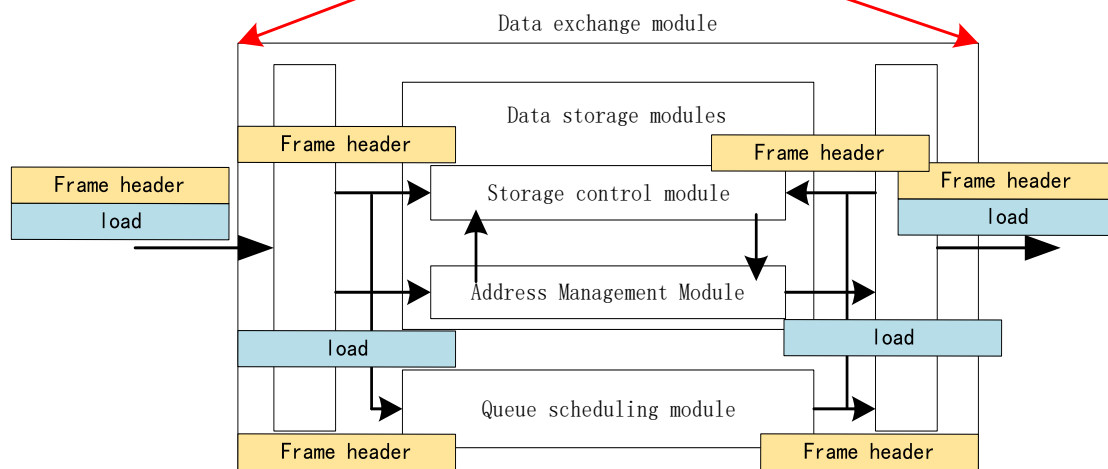 Data exchange module
Data storage modules
Frame header
Frame header
Frame header
load
Storage control module
Frame header
load
Address Management Module
load
load
Queue scheduling module
Frame header
Frame header